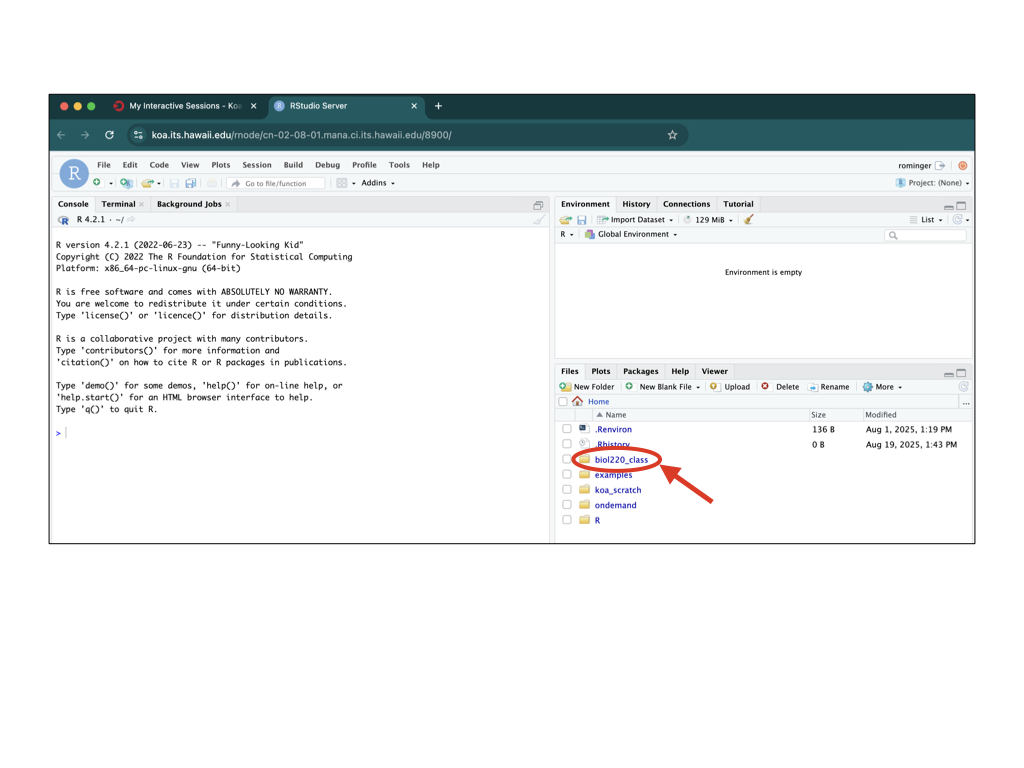 My Interactive Sessions - Ko
RStudio Server
koa.its.hawaii.edu/rnode/cn-02-08-01.mana.ci.its.hawaii.edu/8900/
R
File Edit Code View Plots Session Build Debug Profile Tools Help
rominger
Go to file/function
Addins
Project: (None)
Console Terminal Background Jobs
R 4.2.1 · ~/
R version 4.2.1 (2022-06-23) -- "Funny-Looking Kid"
Copyright (C) 2022 The R Foundation for Statistical Computing
Platform: x86_64-pc-linux-gnu (64-bit)
R is free software and comes with ABSOLUTELY NO WARRANTY.
You are welcome to redistribute it under certain conditions.
Type 'license()' or 'licence()' for distribution details.
R is a collaborative project with many contributors.
Type 'contributors()' for more information and
'citation()' on how to cite R or R packages in publications.
Type 'demo()' for some demos, 'help()' for on-line help, or
'help.start()' for an HTML browser interface to help.
Type 'q()' to quit R.
>
Environment History Connections Tutorial
Import Dataset 129 MiB List
R Global Environment
Environment is empty
Files Plots Packages Help Viewer
New Folder New Blank File Upload Delete Rename More
Home ...
Name Size Modified
.Renviron 136 B Aug 1, 2025, 1:19 PM
.Rhistory 0 B Aug 19, 2025, 1:43 PM
biol220_class
examples
koa_scratch
ondemand
R